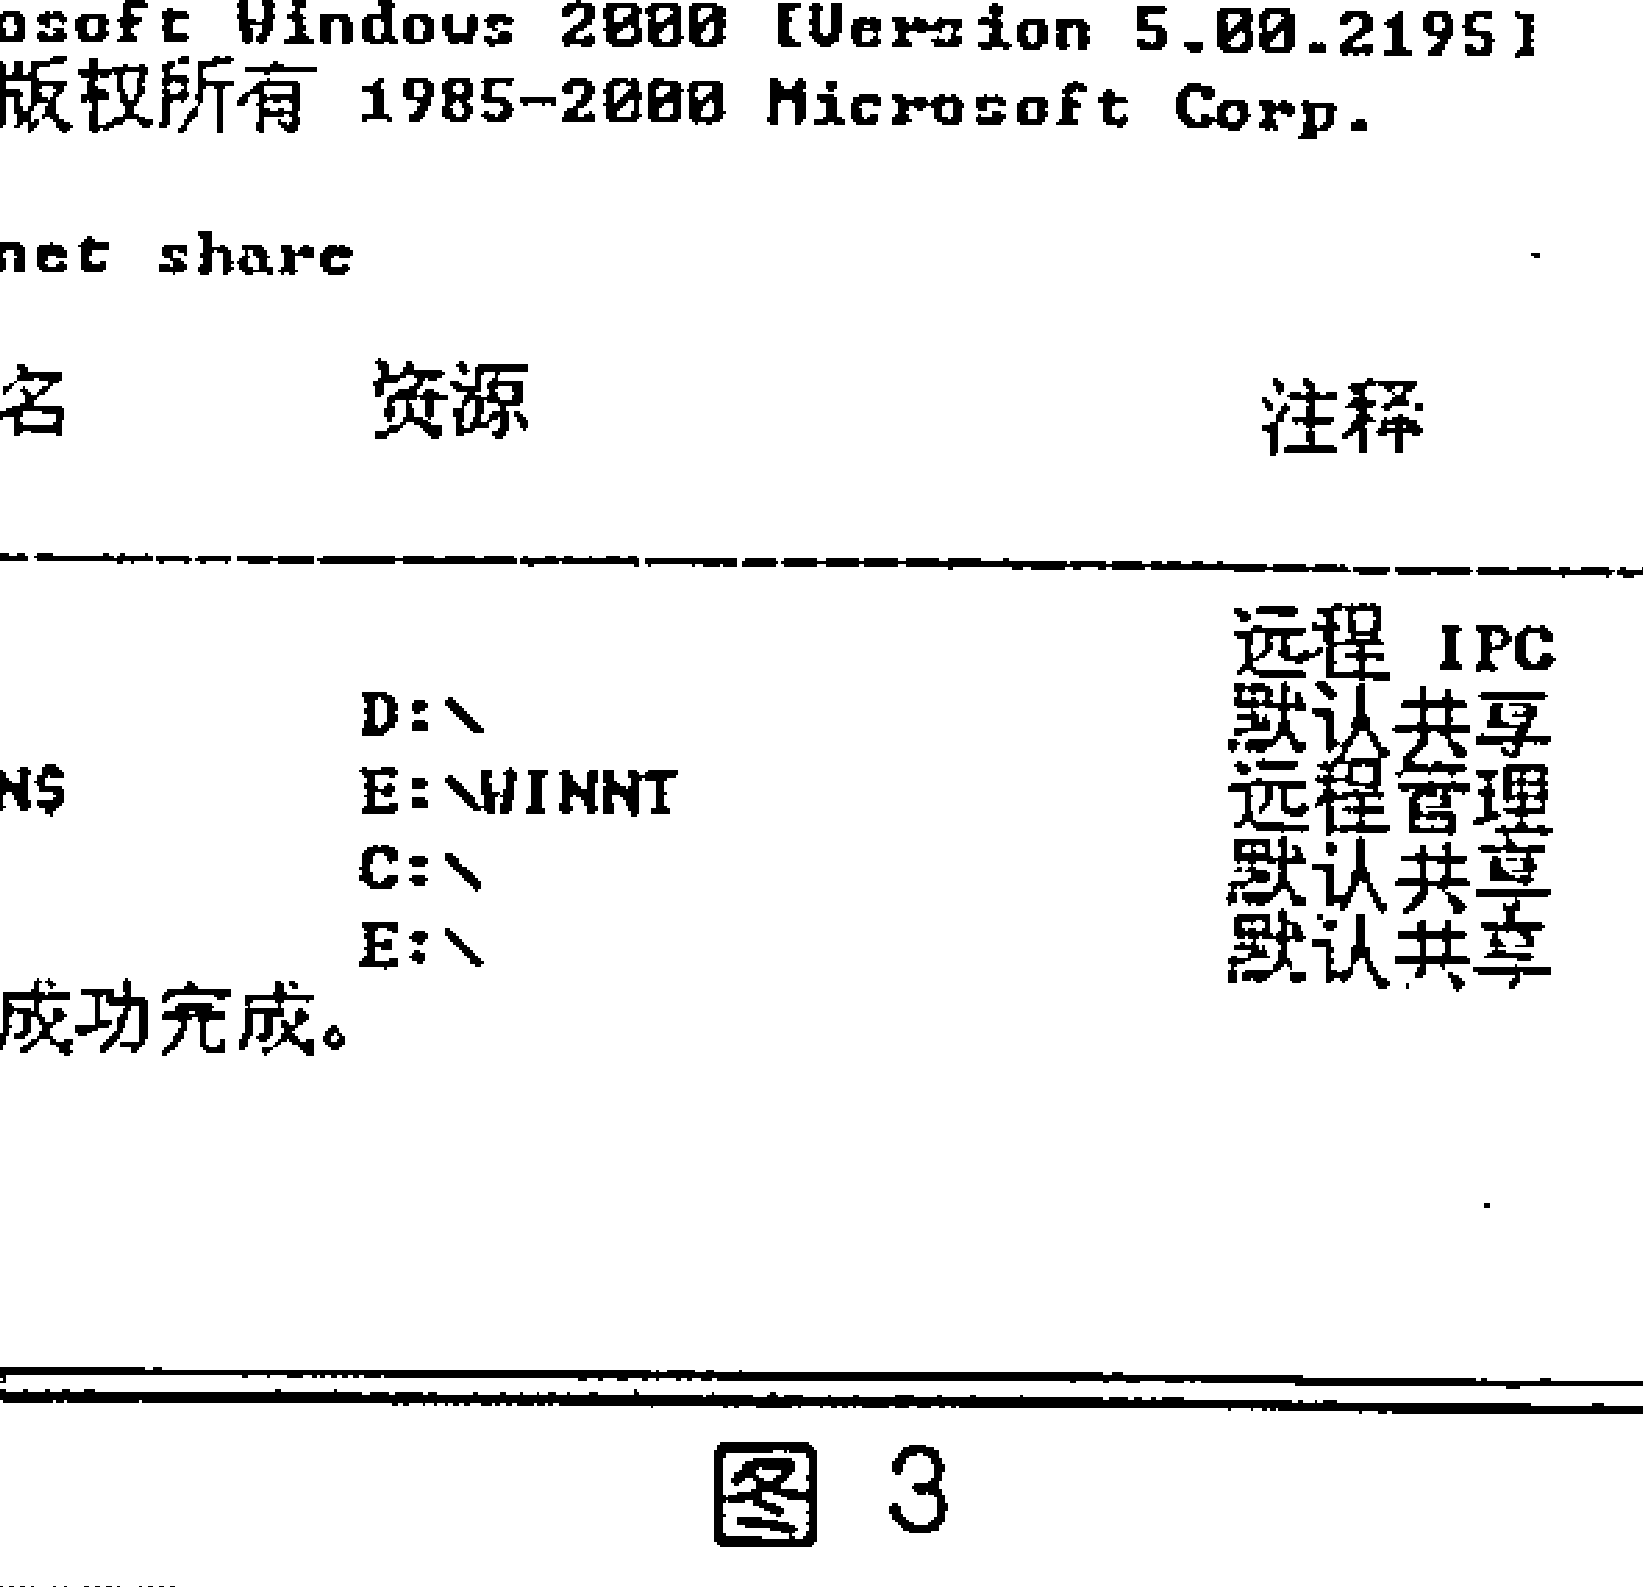 osoft Windows 2000 [Version 5.00.2195]
版权所有 1985-2000 Microsoft Corp.
net share
名 资源 注释
远程 IPC
D:\ 默认共享
N$ E:\WINNT 远程管理
C:\ 默认共享
E:\ 默认共享
成功完成。
图 3